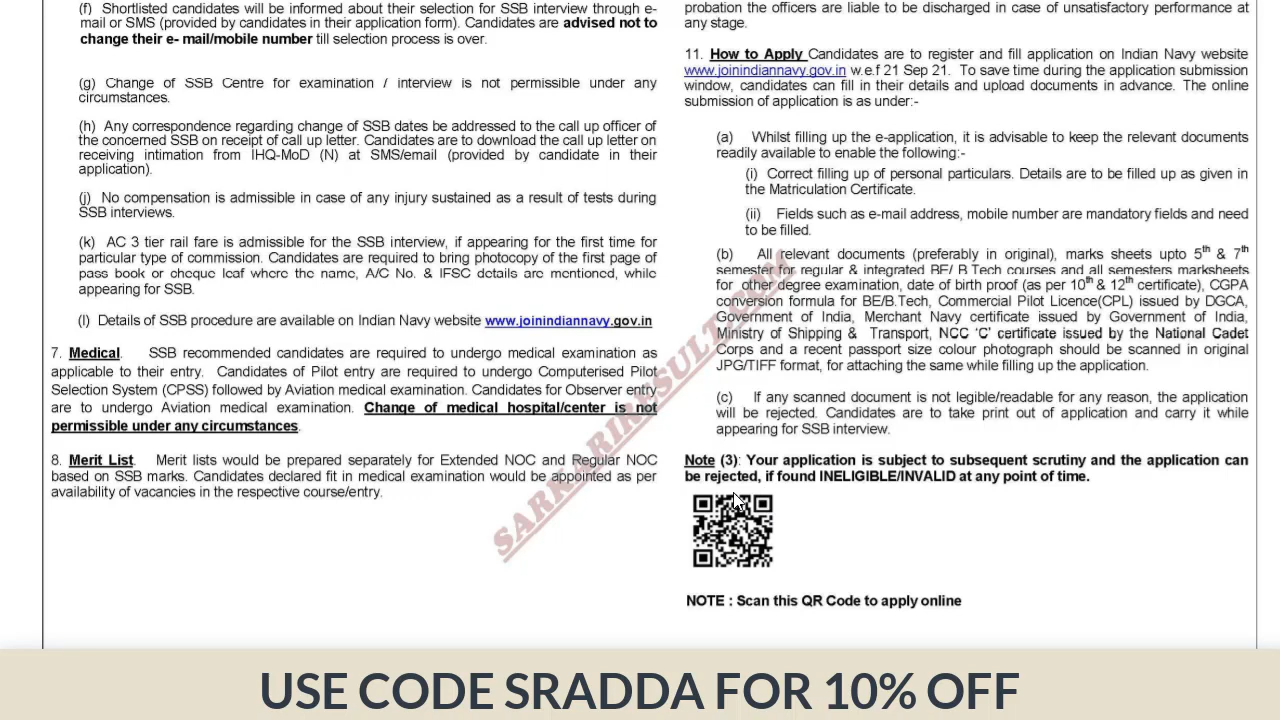 (f) Shortlisted candidates will be informed about their selection for SSB interview through e-
mail or SMS (provided by candidates in their application form). Candidates are advised not to
change their e- mail/mobile number till selection process is over.
(g) Change of SSB Centre for examination / interview is not permissible under any
circumstances.
(h) Any correspondence regarding change of SSB dates be addressed to the call up officer of
the concerned SSB on receipt of call up letter. Candidates are to download the call up letter on
receiving intimation from IHQ-MoD (N) at SMS/email (provided by candidate in their
application).
(j) No compensation is admissible in case of any injury sustained as a result of tests during
SSB interviews.
(k) AC 3 tier rail fare is admissible for the SSB interview, if appearing for the first time for
particular type of commission. Candidates are required to bring photocopy of the first page of
pass book or cheque leaf where the name, A/C No. & IFSC details are mentioned, while
appearing for SSB.
(l) Details of SSB procedure are available on Indian Navy website www.joinindiannavy.gov.in
7. Medical. SSB recommended candidates are required to undergo medical examination as
applicable to their entry. Candidates of Pilot entry are required to undergo Computerised Pilot
Selection System (CPSS) followed by Aviation medical examination. Candidates for Observer entry
are to undergo Aviation medical examination. Change of medical hospital/center is not
permissible under any circumstances.
8. Merit List. Merit lists would be prepared separately for Extended NOC and Regular NOC
based on SSB marks. Candidates declared fit in medical examination would be appointed as per
availability of vacancies in the respective course/entry.
probation the officers are liable to be discharged in case of unsatisfactory performance at
any stage.
11. How to Apply Candidates are to register and fill application on Indian Navy website
www.joinindiannavy.gov.in w.e.f 21 Sep 21. To save time during the application submission
window, candidates can fill in their details and upload documents in advance. The online
submission of application is as under:-
(a) Whilst filling up the e-application, it is advisable to keep the relevant documents
readily available to enable the following:-
(i) Correct filling up of personal particulars. Details are to be filled up as given in
the Matriculation Certificate.
(ii) Fields such as e-mail address, mobile number are mandatory fields and need
to be filled.
(b) All relevant documents (preferably in original), marks sheets upto 5th & 7th
semester for regular & integrated BE/ B.Tech courses and all semesters marksheets
for other degree examination, date of birth proof (as per 10th & 12th certificate), CGPA
conversion formula for BE/B.Tech, Commercial Pilot Licence(CPL) issued by DGCA,
Government of India, Merchant Navy certificate issued by Government of India,
Ministry of Shipping & Transport, NCC 'C' certificate issued by the National Cadet
Corps and a recent passport size colour photograph should be scanned in original
JPG/TIFF format, for attaching the same while filling up the application.
(c) If any scanned document is not legible/readable for any reason, the application
will be rejected. Candidates are to take print out of application and carry it while
appearing for SSB interview.
Note (3): Your application is subject to subsequent scrutiny and the application can
be rejected, if found INELIGIBLE/INVALID at any point of time.
NOTE : Scan this QR Code to apply online
SARKARIRESULT.COM
USE CODE SRADDA FOR 10% OFF